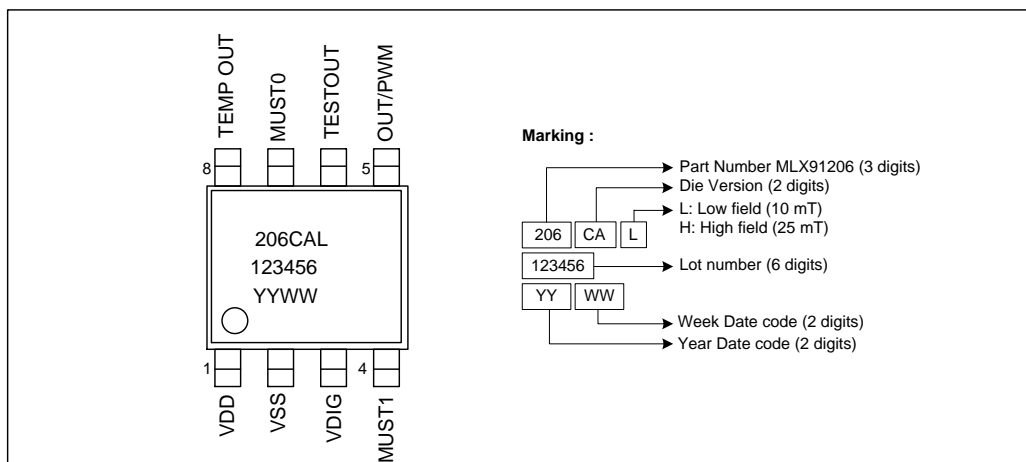 TEMP OUT
MUST0
TESTOUT
OUT/PWM
8
5
206CAL
123456
YYWW
1
4
VDD
VSS
VDIG
MUST1
Marking :
Part Number MLX91206 (3 digits)
Die Version (2 digits)
L: Low field (10 mT)
H: High field (25 mT)
206 CA L
123456
Lot number (6 digits)
YY WW
Week Date code (2 digits)
Year Date code (2 digits)